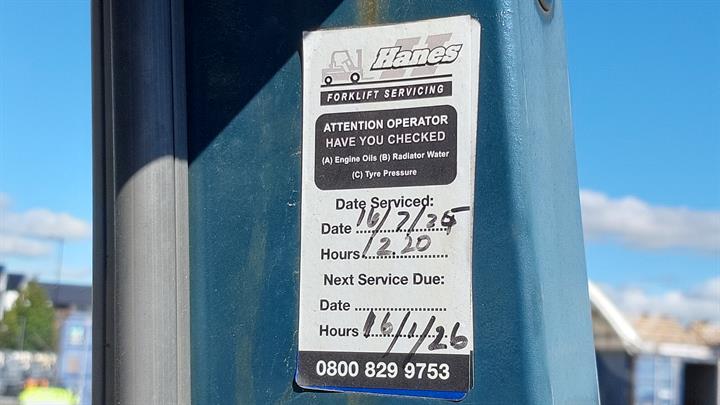 Hanes
FORKLIFT SERVICING
ATTENTION OPERATOR
HAVE YOU CHECKED
(A) Engine Oils (B) Radiator Water
(C) Tyre Pressure
Date Serviced:
Date 16/7/25
Hours 1220
Next Service Due:
Date
Hours 16/1/26
0800 829 9753